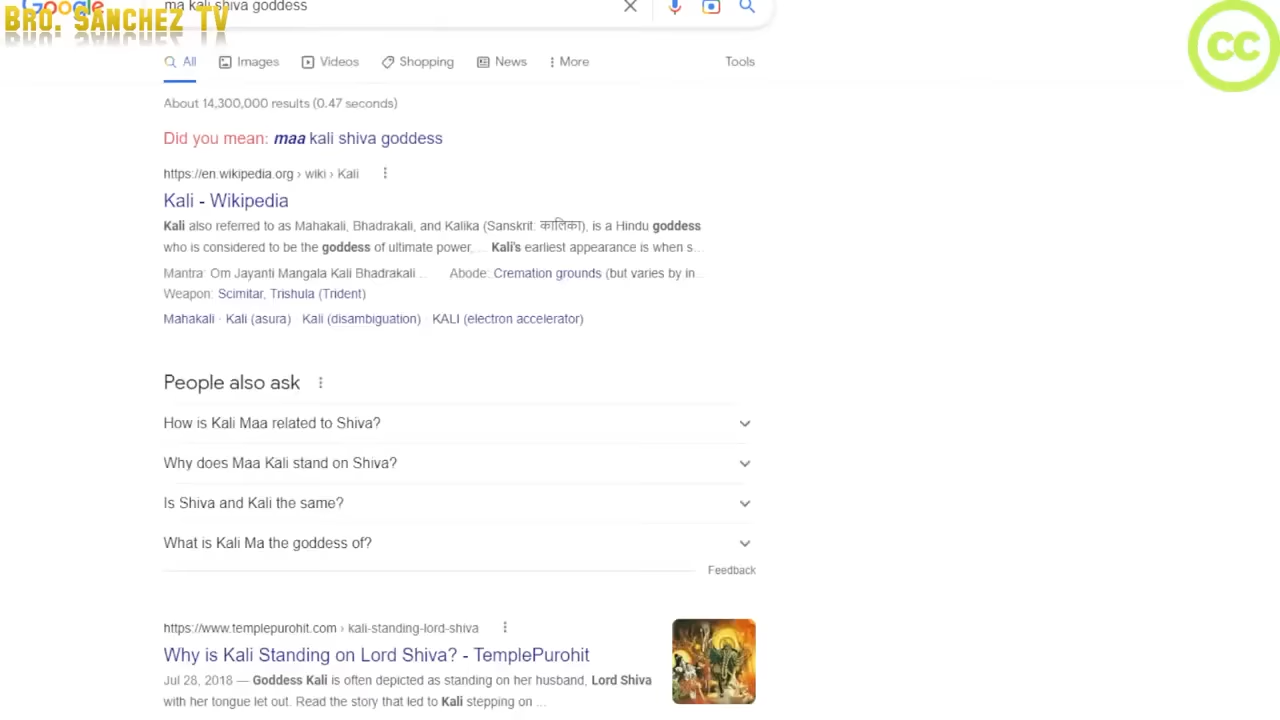 Google
ma kali shiva goddess
BRO. SANCHEZ TV
CC
All Images Videos Shopping News More Tools
About 14,300,000 results (0.47 seconds)
Did you mean: maa kali shiva goddess
https://en.wikipedia.org › wiki › Kali
Kali - Wikipedia
Kali also referred to as Mahakali, Bhadrakali, and Kalika (Sanskrit: कालिका), is a Hindu goddess
who is considered to be the goddess of ultimate power, ... Kali's earliest appearance is when s...
Mantra: Om Jayanti Mangala Kali Bhadrakali ... Abode: Cremation grounds (but varies by in...
Weapon: Scimitar, Trishula (Trident)
Mahakali · Kali (asura) · Kali (disambiguation) · KALI (electron accelerator)
People also ask
How is Kali Maa related to Shiva?
Why does Maa Kali stand on Shiva?
Is Shiva and Kali the same?
What is Kali Ma the goddess of?
Feedback
https://www.templepurohit.com › kali-standing-lord-shiva
Why is Kali Standing on Lord Shiva? - TemplePurohit
Jul 28, 2018 — Goddess Kali is often depicted as standing on her husband, Lord Shiva
with her tongue let out. Read the story that led to Kali stepping on ...